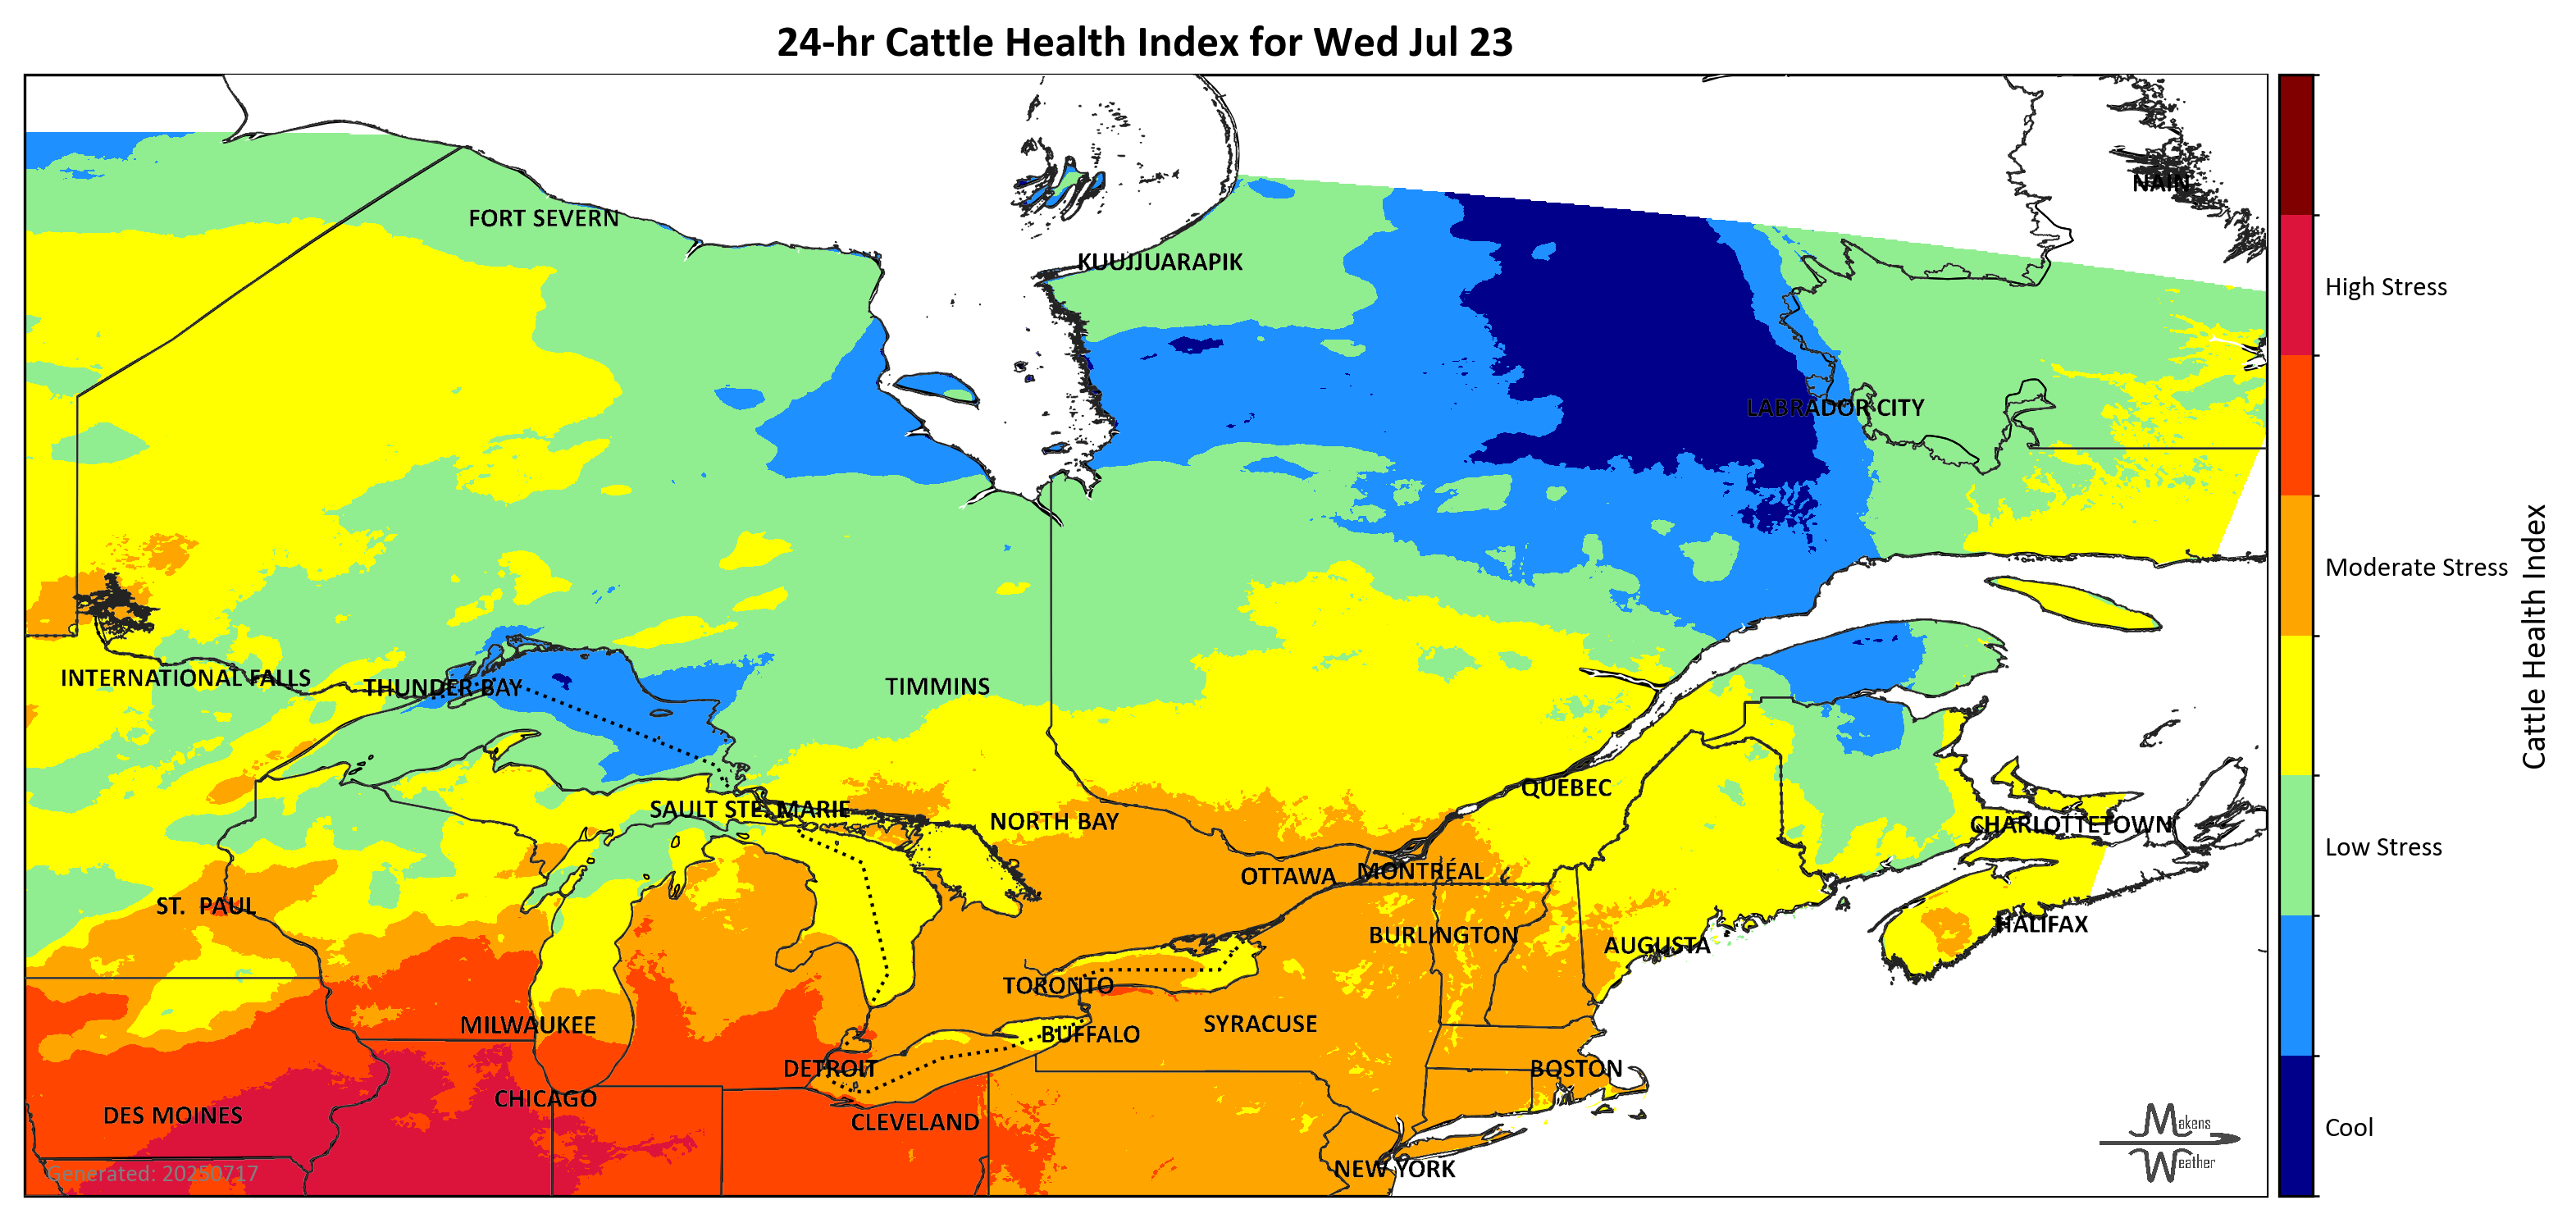 24-hr Cattle Health Index for Wed Jul 23
NAIN
FORT SEVERN
KUUJJUARAPIK
High Stress
LABRADOR CITY
Moderate Stress
Cattle Health Index
INTERNATIONAL FALLS
THUNDER BAY
TIMMINS
QUÉBEC
SAULT STE. MARIE
NORTH BAY
CHARLOTTETOWN
Low Stress
OTTAWA
MONTRÉAL
ST. PAUL
HALIFAX
BURLINGTON
AUGUSTA
TORONTO
MILWAUKEE
BUFFALO
SYRACUSE
DETROIT
BOSTON
CHICAGO
DES MOINES
CLEVELAND
Makens
Weather
Cool
NEW YORK
Generated: 20250717